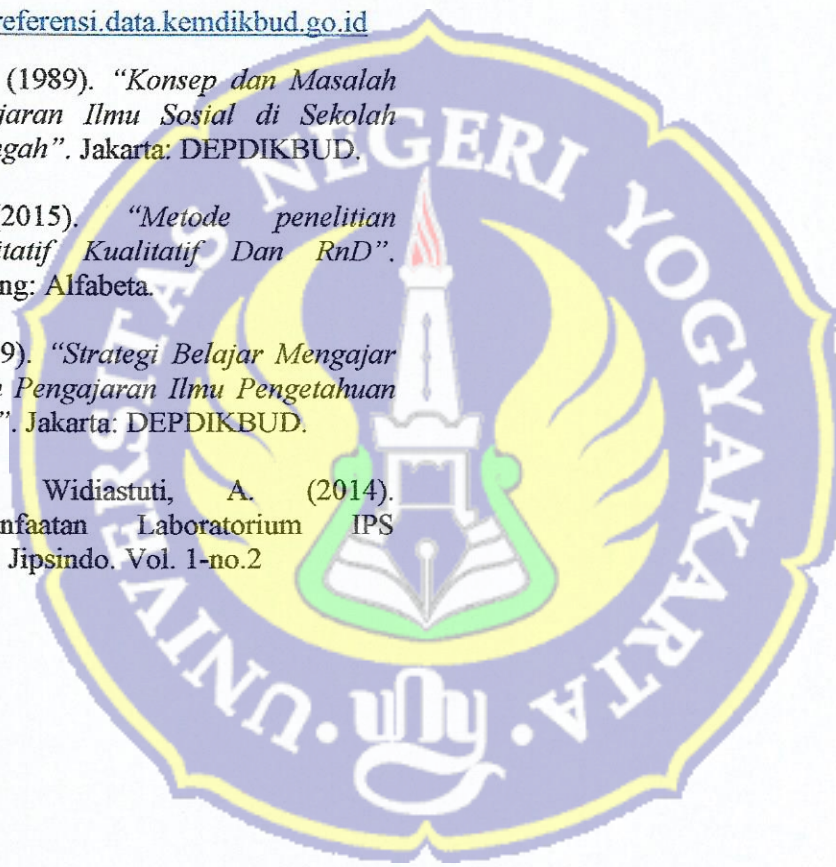 referensi.data.kemdikbud.go.id
(1989). “Konsep dan Masalah
jaran Ilmu Sosial di Sekolah
egah”. Jakarta: DEPDIKBUD.
2015). “Metode penelitian
itatif Kualitatif Dan RnD”.
ng: Alfabeta.
9). “Strategi Belajar Mengajar
n Pengajaran Ilmu Pengetahuan
”. Jakarta: DEPDIKBUD.
Widiastuti, A. (2014).
nfaatan Laboratorium IPS
Jipsindo. Vol. 1-no.2
UNIVERSITAS NEGERI YOGYAKARTA
uny